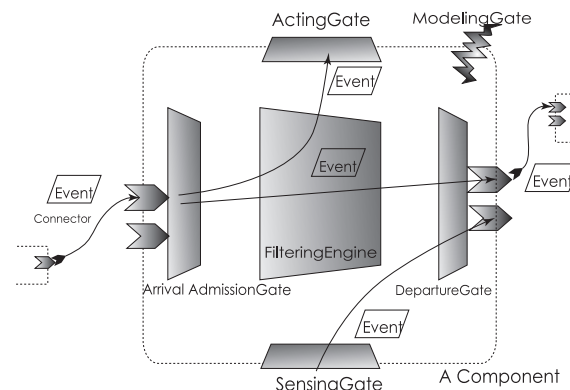 ActingGate
ModelingGate
Event
Event
Event
Event
Connector
FilteringEngine
Arrival AdmissionGate
DepartureGate
Event
A Component
SensingGate